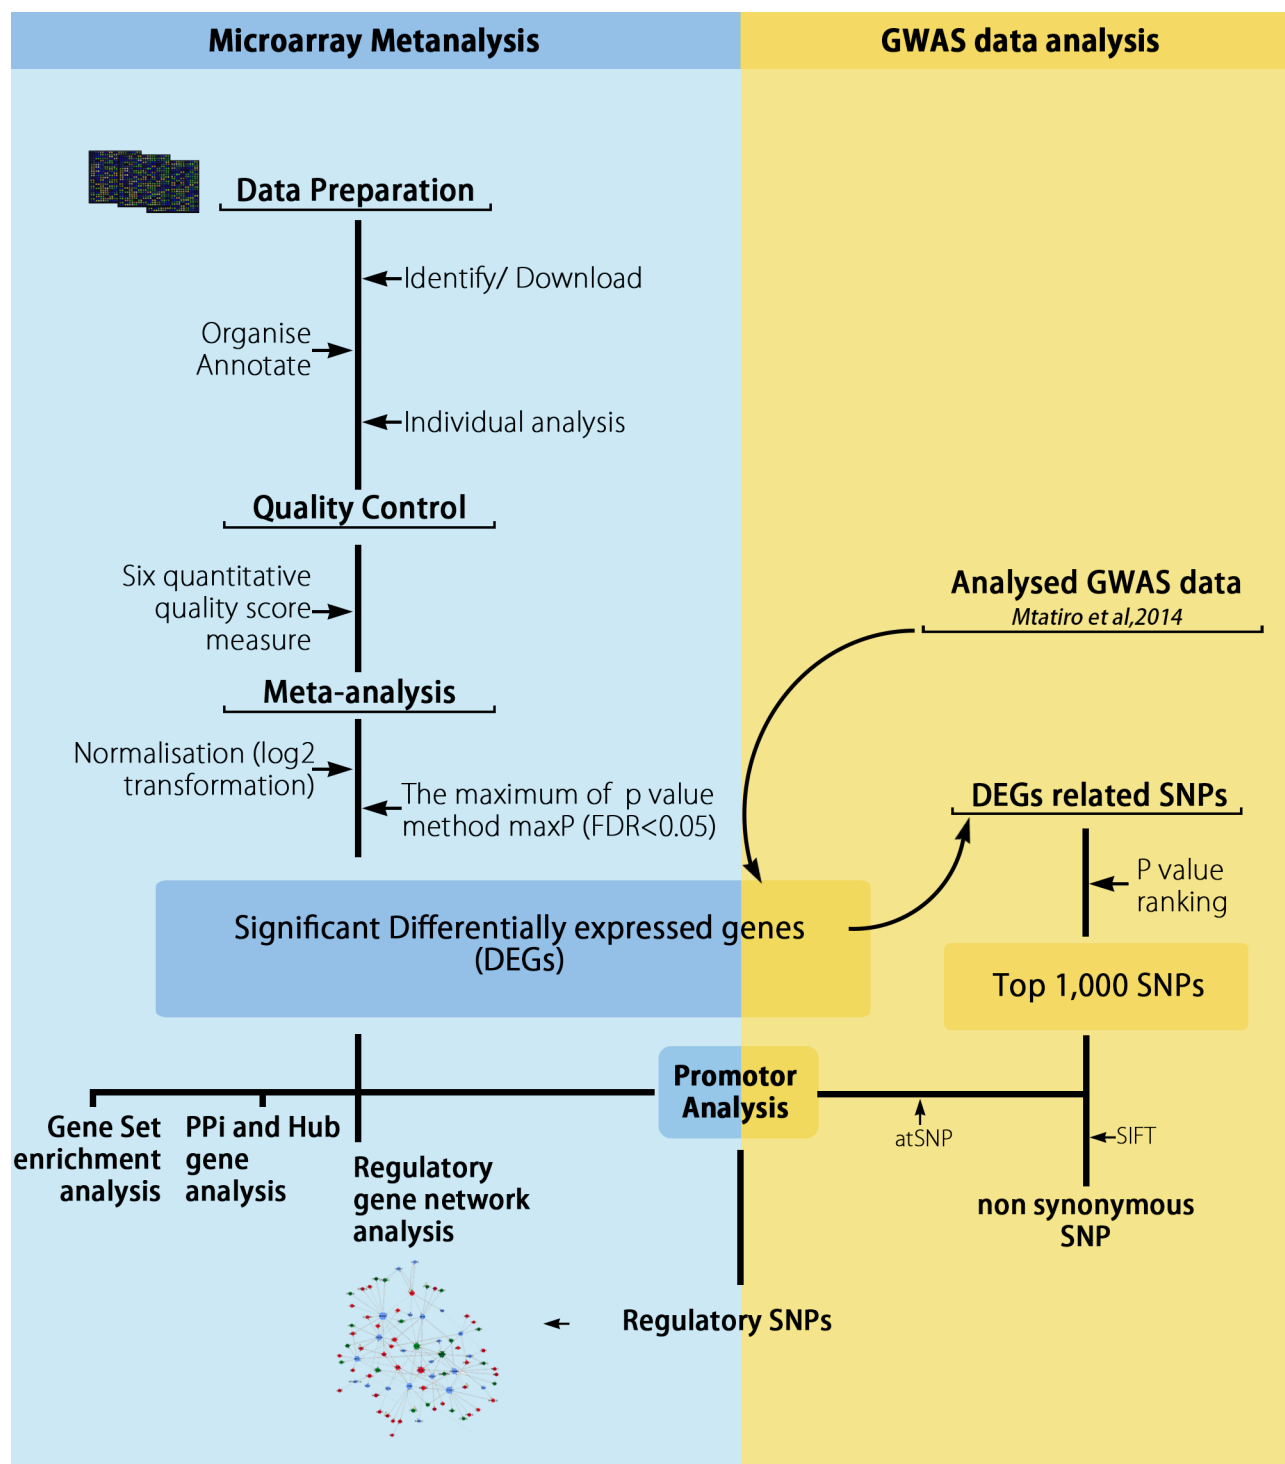 Microarray Metanalysis
GWAS data analysis
Data Preparation
Identify/ Download
Organise
Annotate
Individual analysis
Quality Control
Six quantitative
quality score
measure
Meta-analysis
Normalisation (log2
transformation)
The maximum of p value
method maxP (FDR<0.05)
Analysed GWAS data
Mtatiro et al,2014
DEGs related SNPs
P value
ranking
Significant Differentially expressed genes
(DEGs)
Top 1,000 SNPs
Promotor
Analysis
atSNP
SIFT
Gene Set
enrichment
analysis
PPi and Hub
gene
analysis
Regulatory
gene network
analysis
non synonymous
SNP
Regulatory SNPs